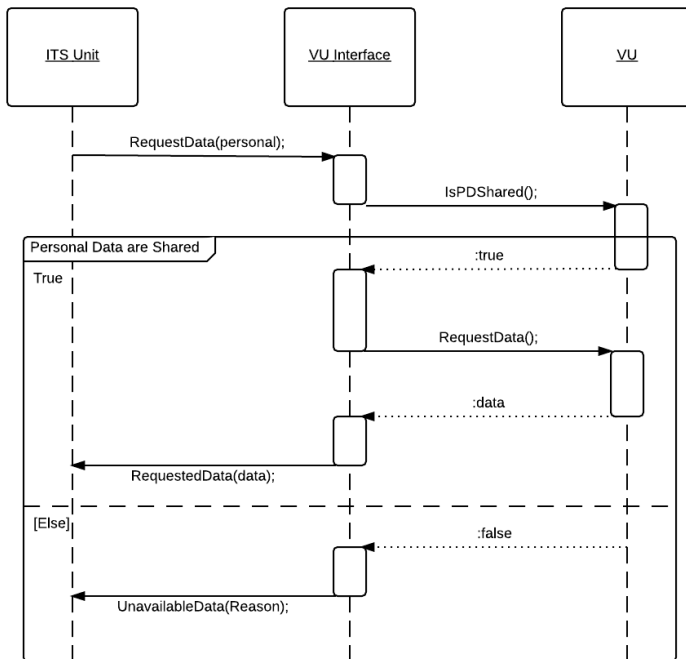 ITS Unit
VU Interface
VU
RequestData(personal);
IsPDShared();
Personal Data are Shared
:true
True
RequestData();
:data
RequestedData(data);
[Else]
:false
UnavailableData(Reason);